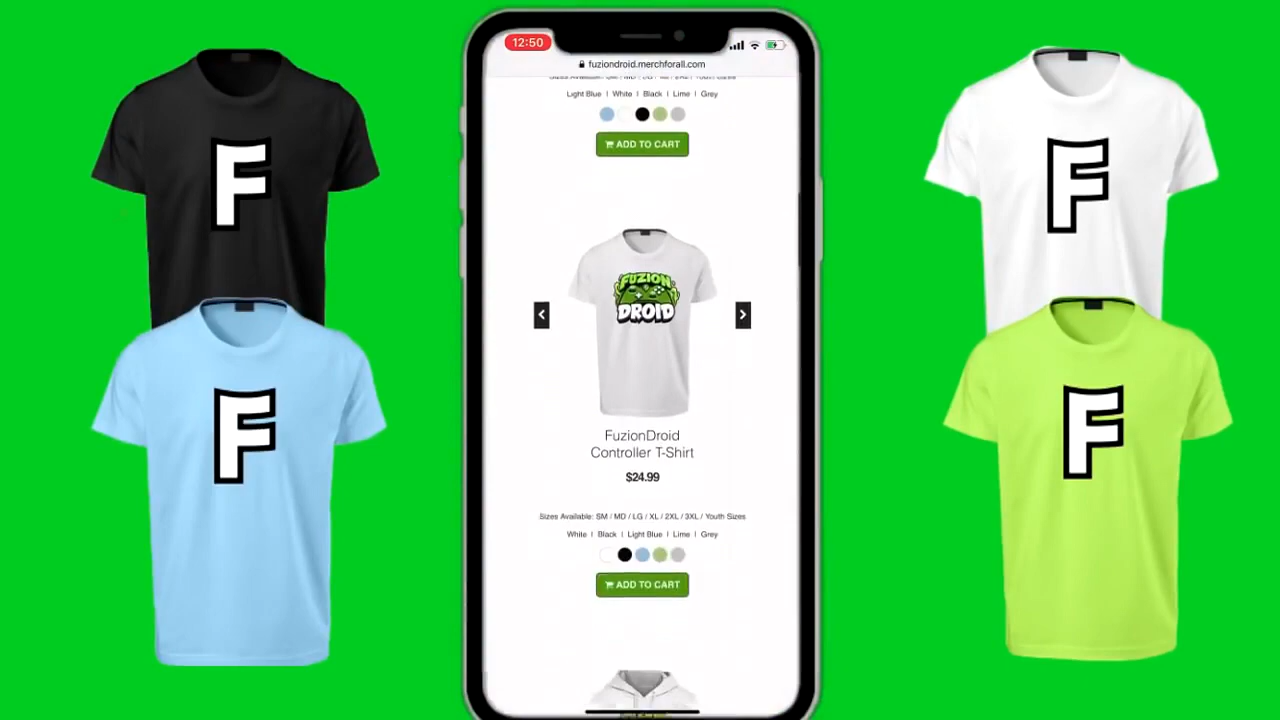 12:50
fuziondroid.merchforall.com
Light Blue | White | Black | Lime | Grey
ADD TO CART
F
F
FUZION
DROID
FuzionDroid
Controller T-Shirt
$24.99
F
F
Sizes Available: SM / MD / LG / XL / 2XL / 3XL / Youth Sizes
White | Black | Light Blue | Lime | Grey
ADD TO CART